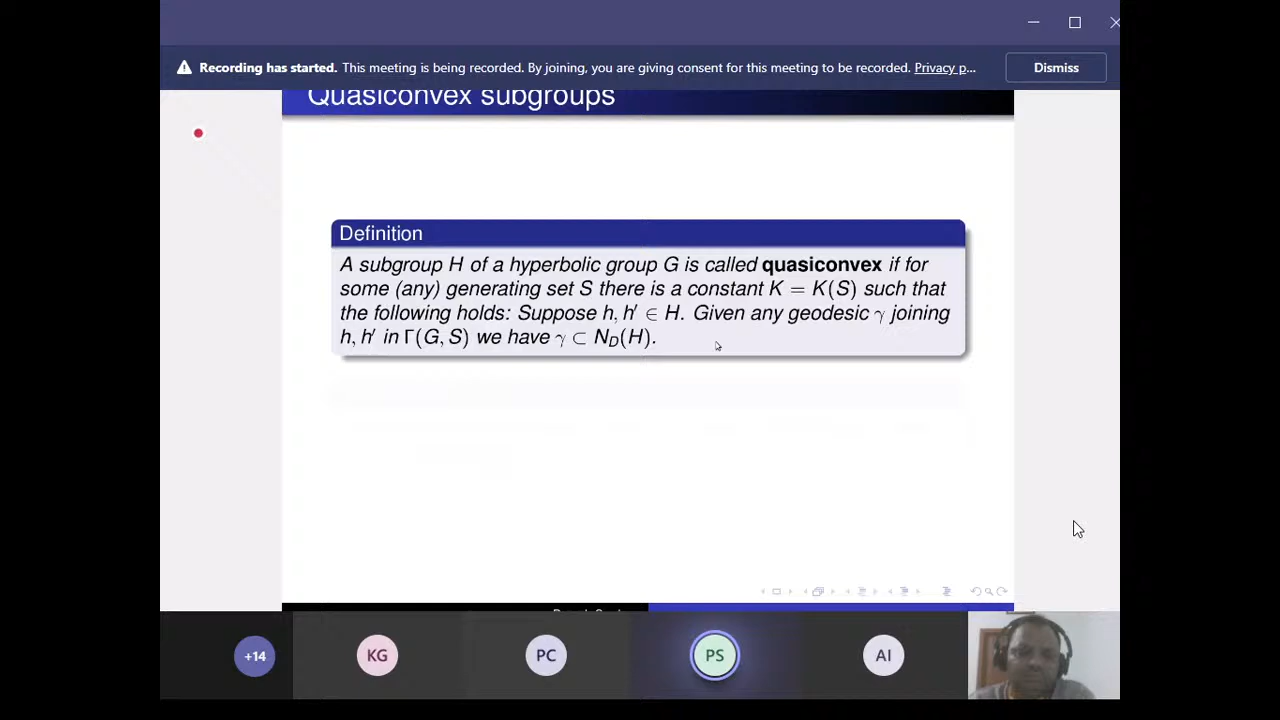 Recording has started. This meeting is being recorded. By joining, you are giving consent for this meeting to be recorded. Privacy p... Dismiss
Quasiconvex subgroups
Definition
A subgroup H of a hyperbolic group G is called quasiconvex if for
some (any) generating set S there is a constant K = K(S) such that
the following holds: Suppose h, h′ ∈ H. Given any geodesic γ joining
h, h′ in Γ(G, S) we have γ ⊂ N_D(H).
+14 KG PC PS AI